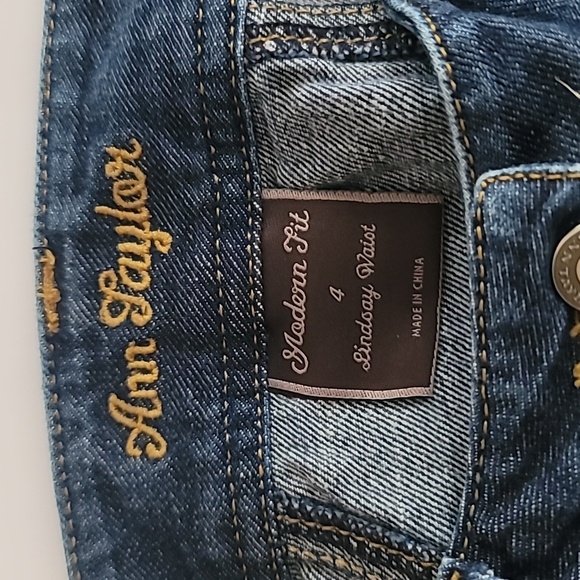 Ann Taylor
Modern Fit
4
Lindsay Waist
MADE IN CHINA